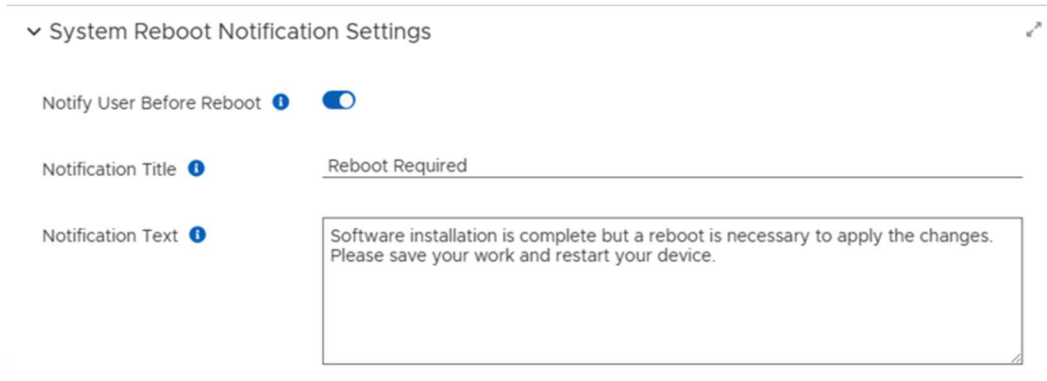 System Reboot Notification Settings
Notify User Before Reboot
Notification Title
Reboot Required
Notification Text
Software installation is complete but a reboot is necessary to apply the changes.
Please save your work and restart your device.